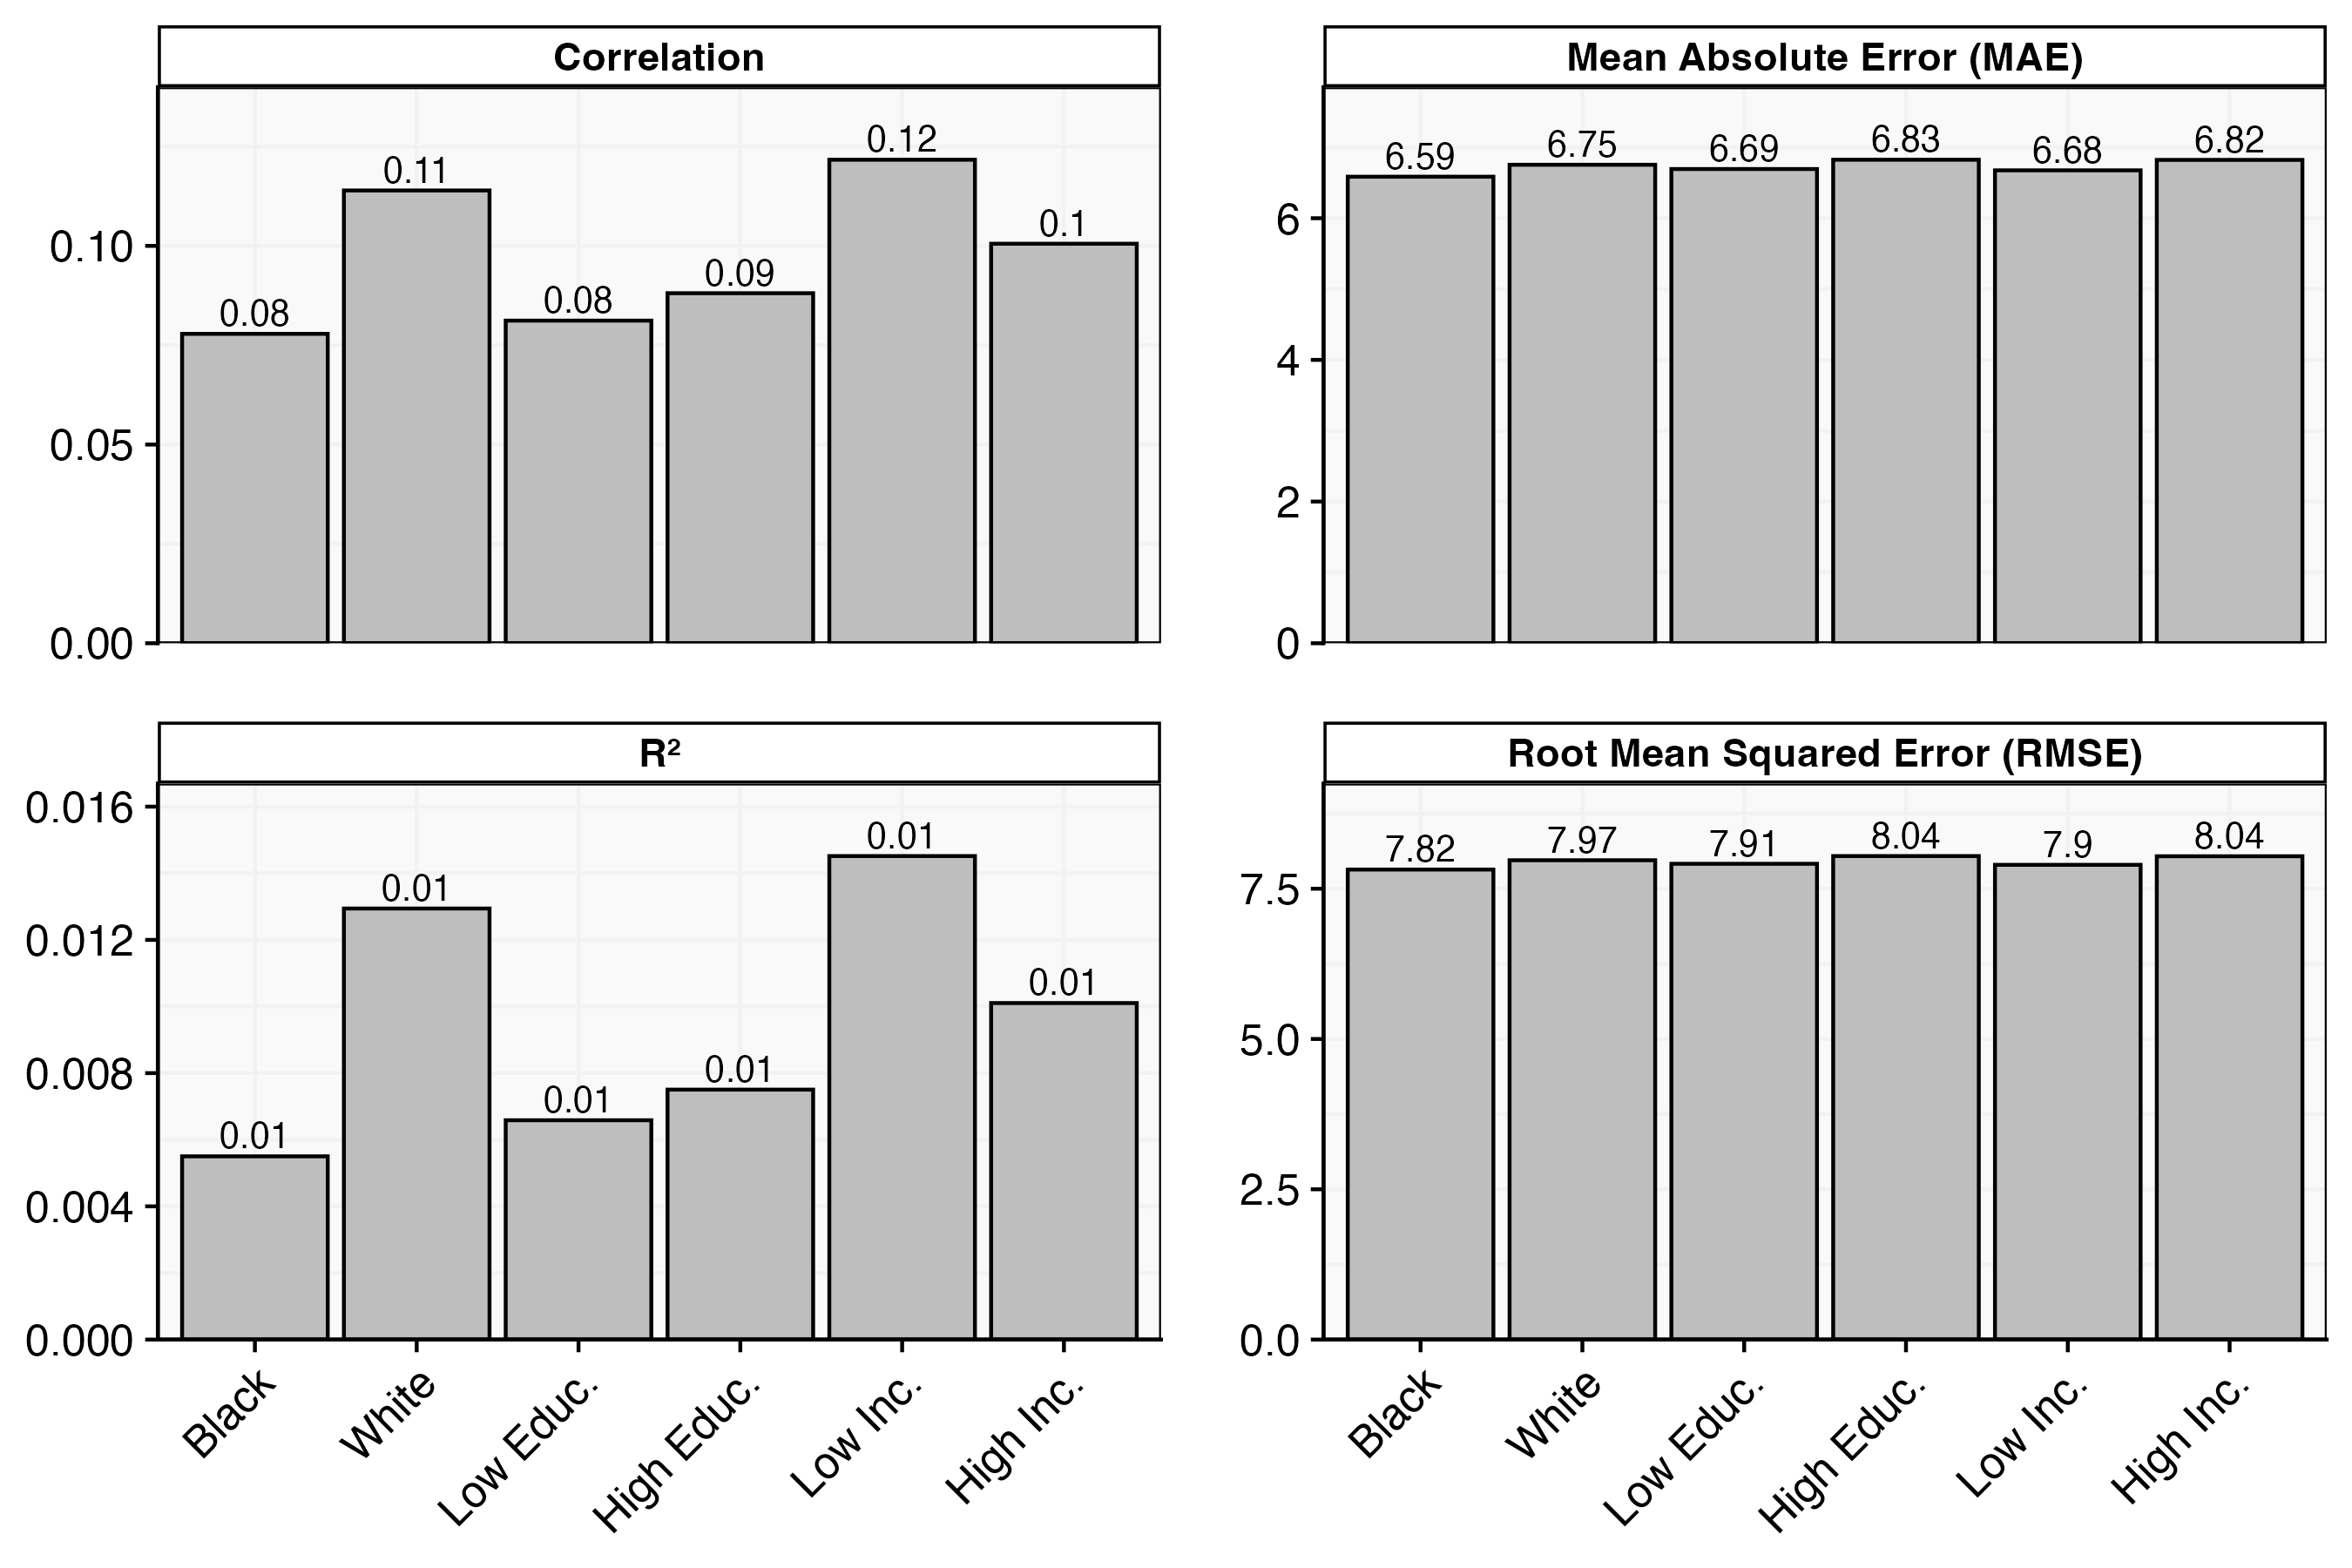 Correlation
0.12
0.11
0.1
0.09
0.08
0.08
0.10
0.05
0.00
Mean Absolute Error (MAE)
6.59
6.75
6.69
6.83
6.68
6.82
6
4
2
0
R²
0.016
0.012
0.008
0.004
0.000
0.01
0.01
0.01
0.01
0.01
0.01
Black
White
Low Educ.
High Educ.
Low Inc.
High Inc.
Root Mean Squared Error (RMSE)
7.82
7.97
7.91
8.04
7.9
8.04
7.5
5.0
2.5
0.0
Black
White
Low Educ.
High Educ.
Low Inc.
High Inc.